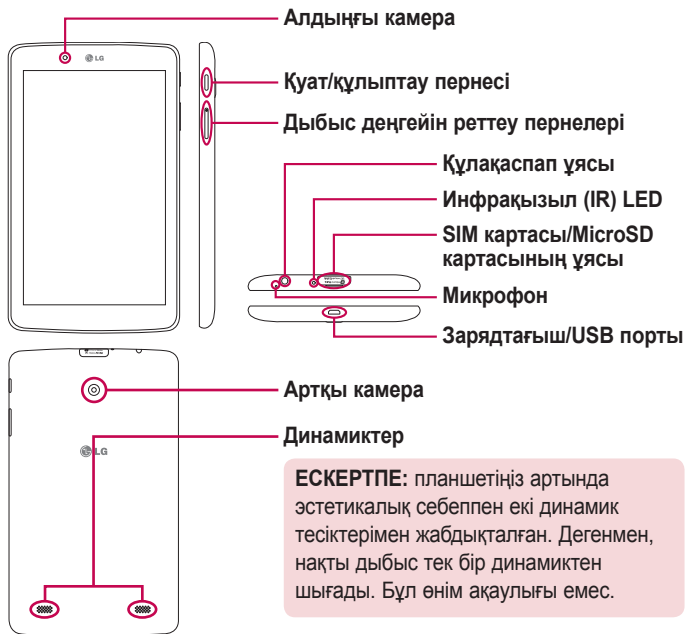 Алдыңғы камера
LG
Қуат/құлыптау пернесі
Дыбыс деңгейін реттеу пернелері
Құлақаспап ұясы
Инфрақызыл (IR) LED
SIM картасы/MicroSD
картасының ұясы
Микрофон
Зарядтағыш/USB порты
Артқы камера
Динамиктер
LG
ЕСКЕРТПЕ: планшетіңіз артында
эстетикалық себеппен екі динамик
тесіктерімен жабдықталған. Дегенмен,
нақты дыбыс тек бір динамиктен
шығады. Бұл өнім ақаулығы емес.